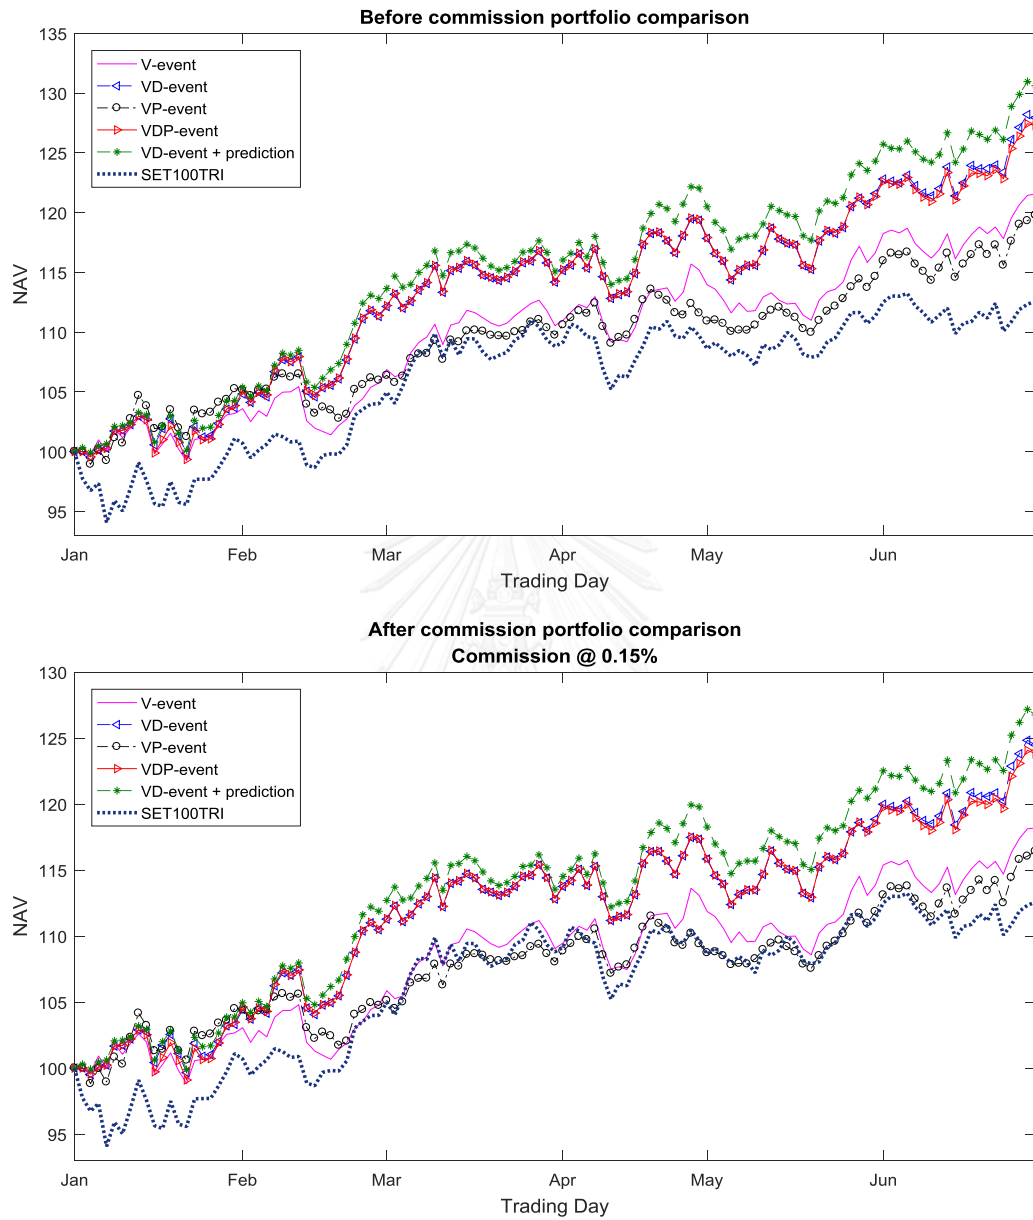 Before commission portfolio comparison
135
130
125
120
115
110
105
100
95
NAV
V-event
VD-event
VP-event
VDP-event
VD-event + prediction
SET100TRI
Jan Feb Mar Apr May Jun
Trading Day
After commission portfolio comparison
Commission @ 0.15%
130
125
120
115
110
105
100
95
NAV
V-event
VD-event
VP-event
VDP-event
VD-event + prediction
SET100TRI
Jan Feb Mar Apr May Jun
Trading Day